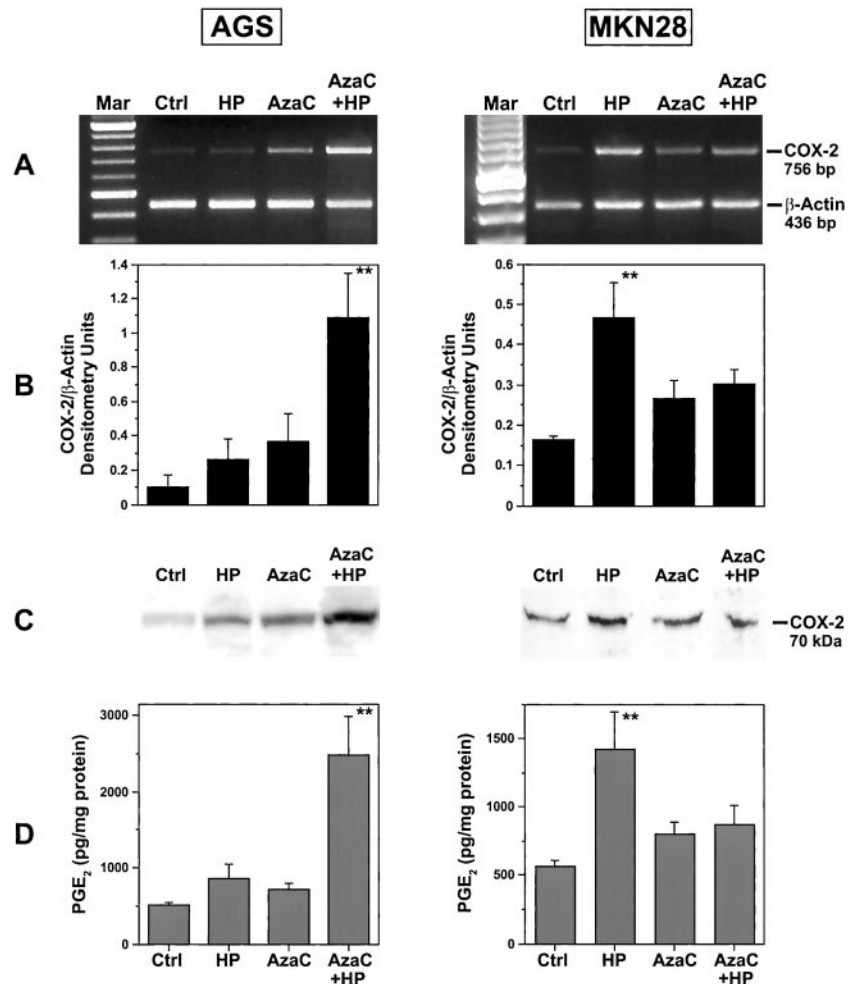 AGS
MKN28
A
Mar Ctrl HP AzaC AzaC
+HP
Mar Ctrl HP AzaC AzaC
+HP
COX-2
756 bp
β-Actin
436 bp
B
COX-2/β-Actin
Densitometry Units
1.4
1.2
1
0.8
0.6
0.4
0.2
0
**
COX-2/β-Actin
Densitometry Units
0.6
0.5
0.4
0.3
0.2
0.1
0
**
C
Ctrl HP AzaC AzaC
+HP
Ctrl HP AzaC AzaC
+HP
COX-2
70 kDa
D
PGE₂ (pg/mg protein)
3000
2000
1000
0
**
Ctrl HP AzaC AzaC
+HP
PGE₂ (pg/mg protein)
1500
1000
500
0
**
Ctrl HP AzaC AzaC
+HP